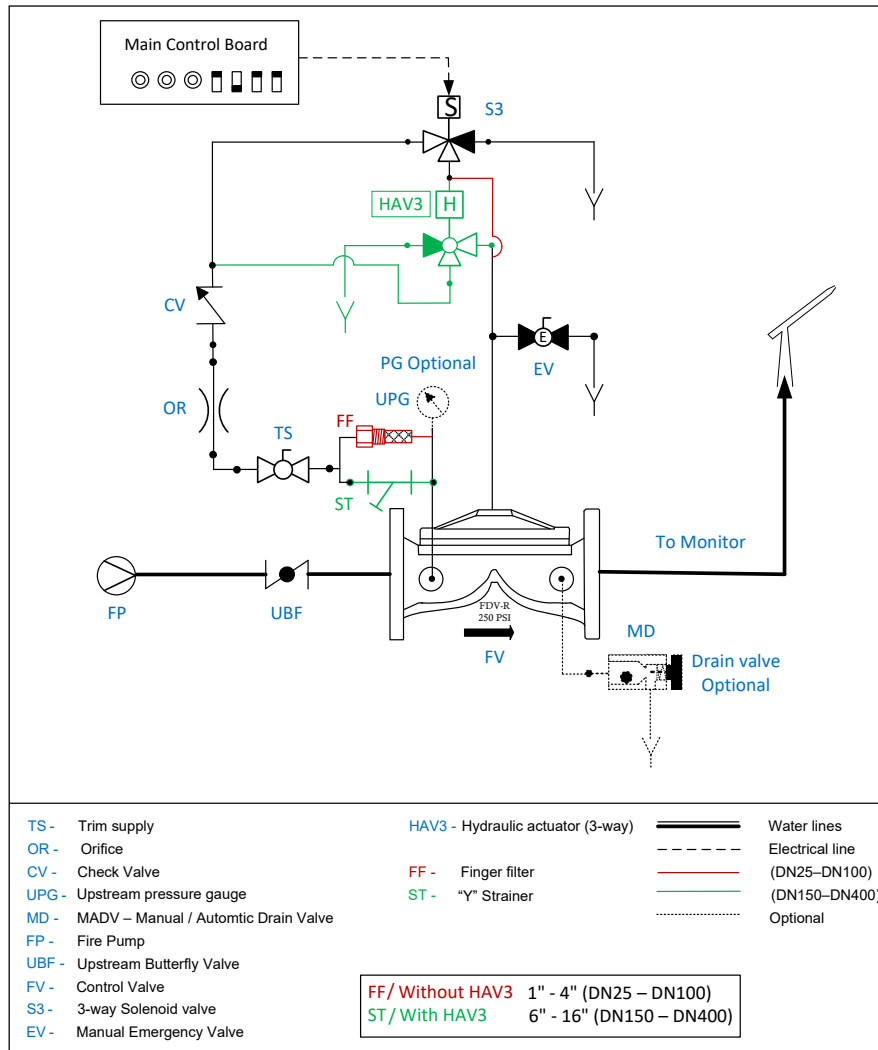 Main Control Board
S
S3
HAV3
H
CV
PG Optional
E
EV
UPG
OR
FF
TS
ST
To Monitor
FP
UBF
FDV-R
250 PSI
FV
MD
Drain valve
Optional
TS - Trim supply
OR - Orifice
CV - Check Valve
UPG - Upstream pressure gauge
MD - MADV – Manual / Automtic Drain Valve
FP - Fire Pump
UBF - Upstream Butterfly Valve
FV - Control Valve
S3 - 3-way Solenoid valve
EV - Manual Emergency Valve
HAV3 - Hydraulic actuator (3-way)
FF - Finger filter
ST - “Y” Strainer
Water lines
Electrical line
(DN25–DN100)
(DN150–DN400)
Optional
FF/ Without HAV3 1" - 4" (DN25 – DN100)
ST/ With HAV3 6" - 16" (DN150 – DN400)